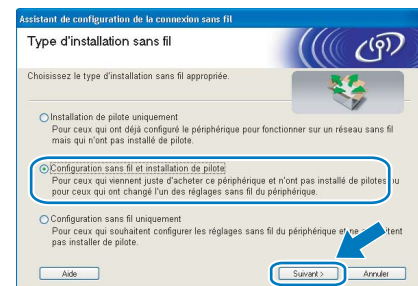 Assistant de configuration de la connexion sans fil
Type d'installation sans fil
Choisissez le type d'installation sans fil appropriée.
Installation de pilote uniquement
Pour ceux qui ont déjà configuré le périphérique pour fonctionner sur un réseau sans fil
mais qui n'ont pas installé de pilote.
Configuration sans fil et installation de pilote
Pour ceux qui viennent juste d'acheter ce périphérique et n'ont pas installé de pilotes ou
pour ceux qui ont changé l'un des réglages sans fil du périphérique.
Configuration sans fil uniquement
Pour ceux qui souhaitent configurer les réglages sans fil du périphérique et ne
pas installer de pilote.
Aide
Suivant >
Annuler